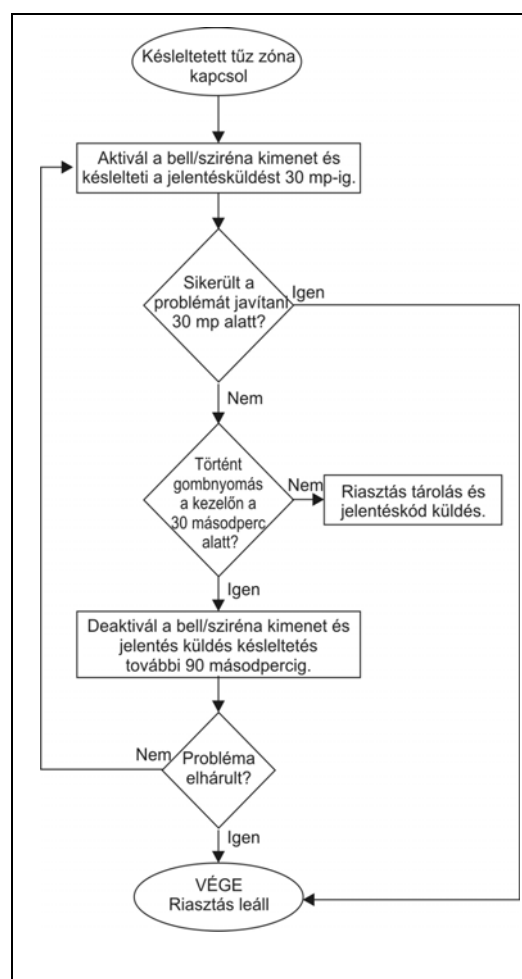 Késleltetett tűz zóna
kapcsol
Aktivál a bell/sziréna kimenet és
késlelteti a jelentésküldést 30 mp-ig.
Sikerült a
problémát javítani
30 mp alatt?
Igen
Nem
Történt
gombnyomás
a kezelőn a
30 másodperc
alatt?
Nem
Riasztás tárolás és
jelentéskód küldés.
Igen
Deaktivál a bell/sziréna kimenet és
jelentés küldés késleltetés
további 90 másodpercig.
Nem
Probléma
elhárult?
Igen
VÉGE
Riasztás leáll